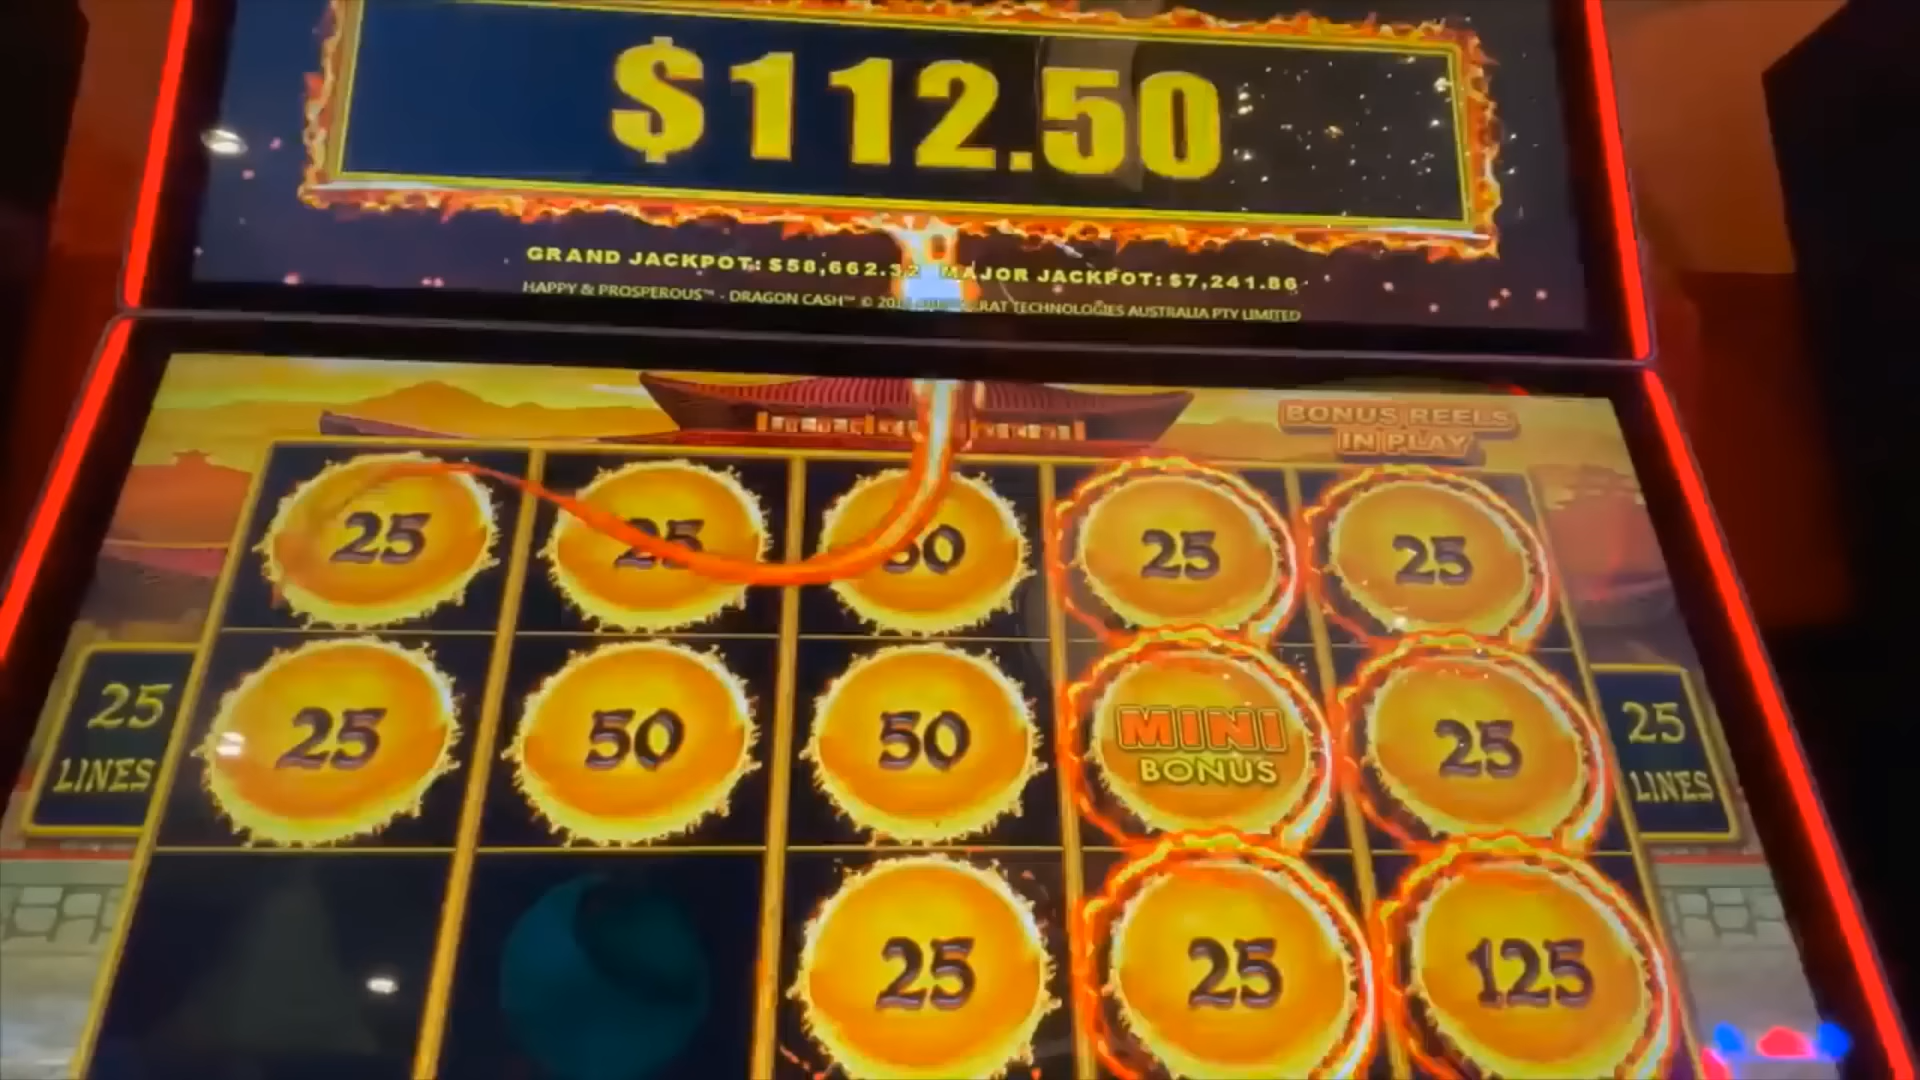 $112.50
GRAND JACKPOT: $58,662.32 MAJOR JACKPOT: $7,241.86
HAPPY & PROSPEROUS™ - DRAGON CASH™ © TECHNOLOGIES AUSTRALIA PTY LIMITED
BONUS REELS
IN PLAY
25 25 50 25 25
25 50 50 MINI BONUS 25
25 LINES
25 LINES
25 25 125